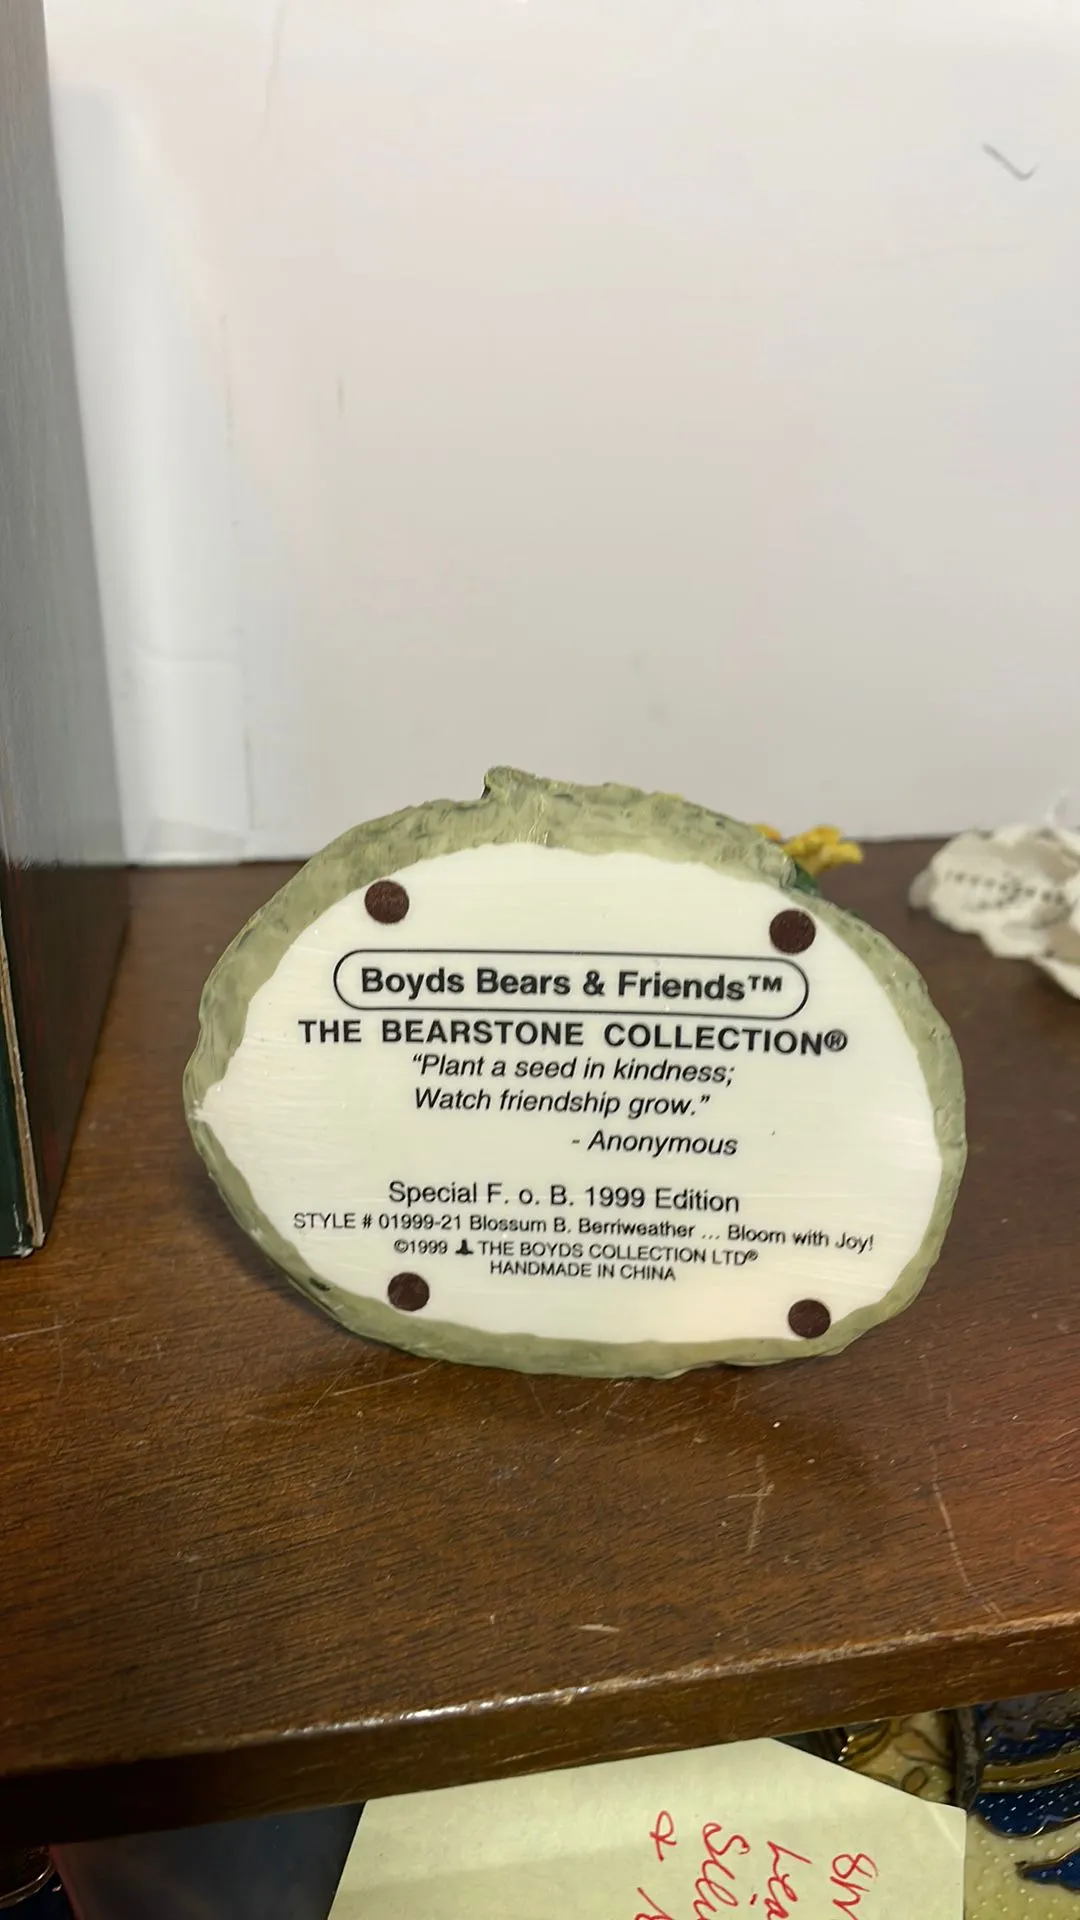 Boyds Bears & Friends™
THE BEARSTONE COLLECTION®
“Plant a seed in kindness;
Watch friendship grow.”
- Anonymous
Special F. o. B. 1999 Edition
STYLE # 01999-21 Blossum B. Berriweather ... Bloom with Joy!
©1999 THE BOYDS COLLECTION LTD®
HANDMADE IN CHINA